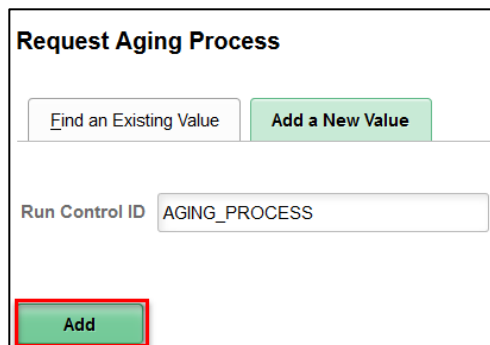 Request Aging Process
Find an Existing Value
Add a New Value
Run Control ID AGING_PROCESS
Add